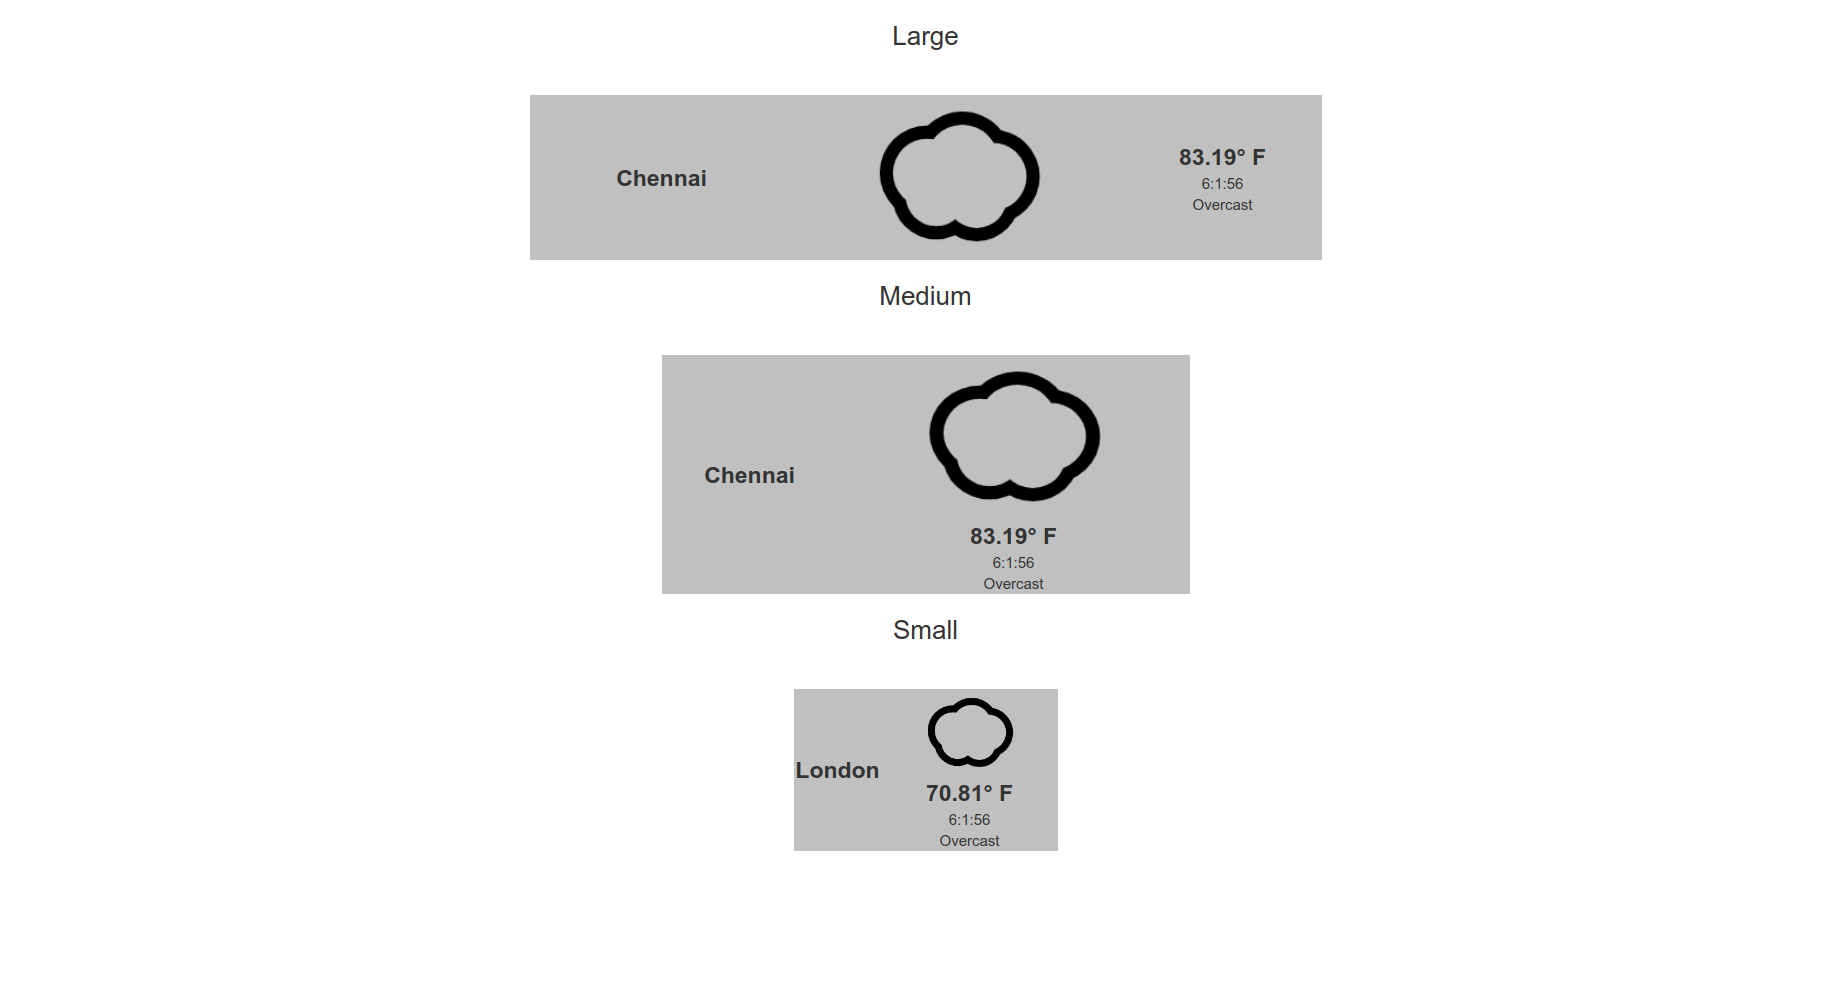 Large
Chennai
83.19° F
6:1:56
Overcast
Medium
Chennai
83.19° F
6:1:56
Overcast
Small
London
70.81° F
6:1:56
Overcast